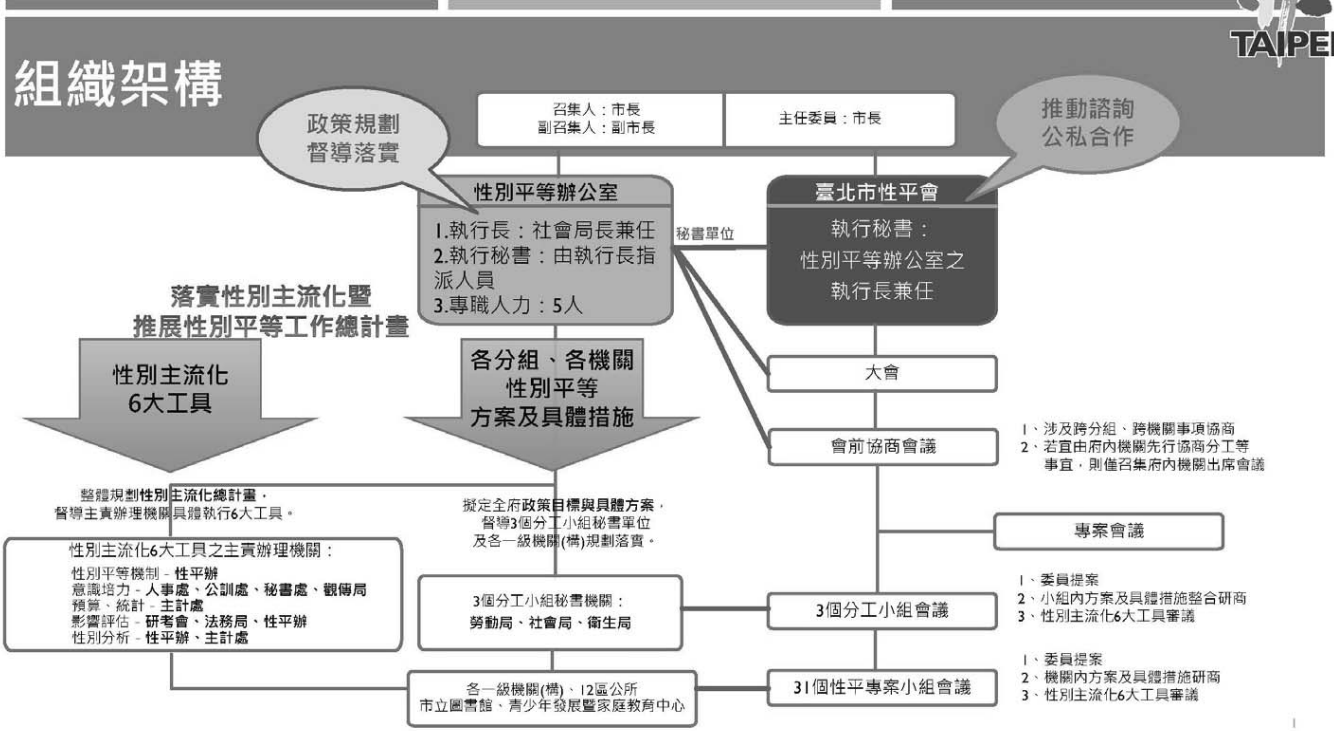 TAIPEI
組織架構
政策規劃
督導落實
召集人：市長
副召集人：副市長
主任委員：市長
推動諮詢
公私合作
性別平等辦公室
1.執行長：社會局長兼任
2.執行秘書：由執行長指
派人員
3.專職人力：5人
秘書單位
臺北市性平會
執行秘書：
性別平等辦公室之
執行長兼任
落實性別主流化暨
推展性別平等工作總計畫
性別主流化
6大工具
各分組、各機關
性別平等
方案及具體措施
大會
會前協商會議
1、涉及跨分組、跨機關事項協商
2、若宜由府內機關先行協商分工等
事宜，則僅召集府內機關出席會議
整體規劃性別主流化總計畫，
督導主責辦理機關具體執行6大工具。
擬定全府政策目標與具體方案，
督導3個分工小組秘書單位
及各一級機關(構)規劃落實。
專案會議
性別主流化6大工具之主責辦理機關：
性別平等機制 - 性平辦
意識培力 - 人事處、公訓處、秘書處、觀傳局
預算、統計 - 主計處
影響評估 - 研考會、法務局、性平辦
性別分析 - 性平辦、主計處
3個分工小組秘書機關：
勞動局、社會局、衛生局
3個分工小組會議
1、委員提案
2、小組內方案及具體措施整合研商
3、性別主流化6大工具審議
各一級機關(構)、12區公所
市立圖書館、青少年發展暨家庭教育中心
31個性平專案小組會議
1、委員提案
2、機關內方案及具體措施研商
3、性別主流化6大工具審議
1